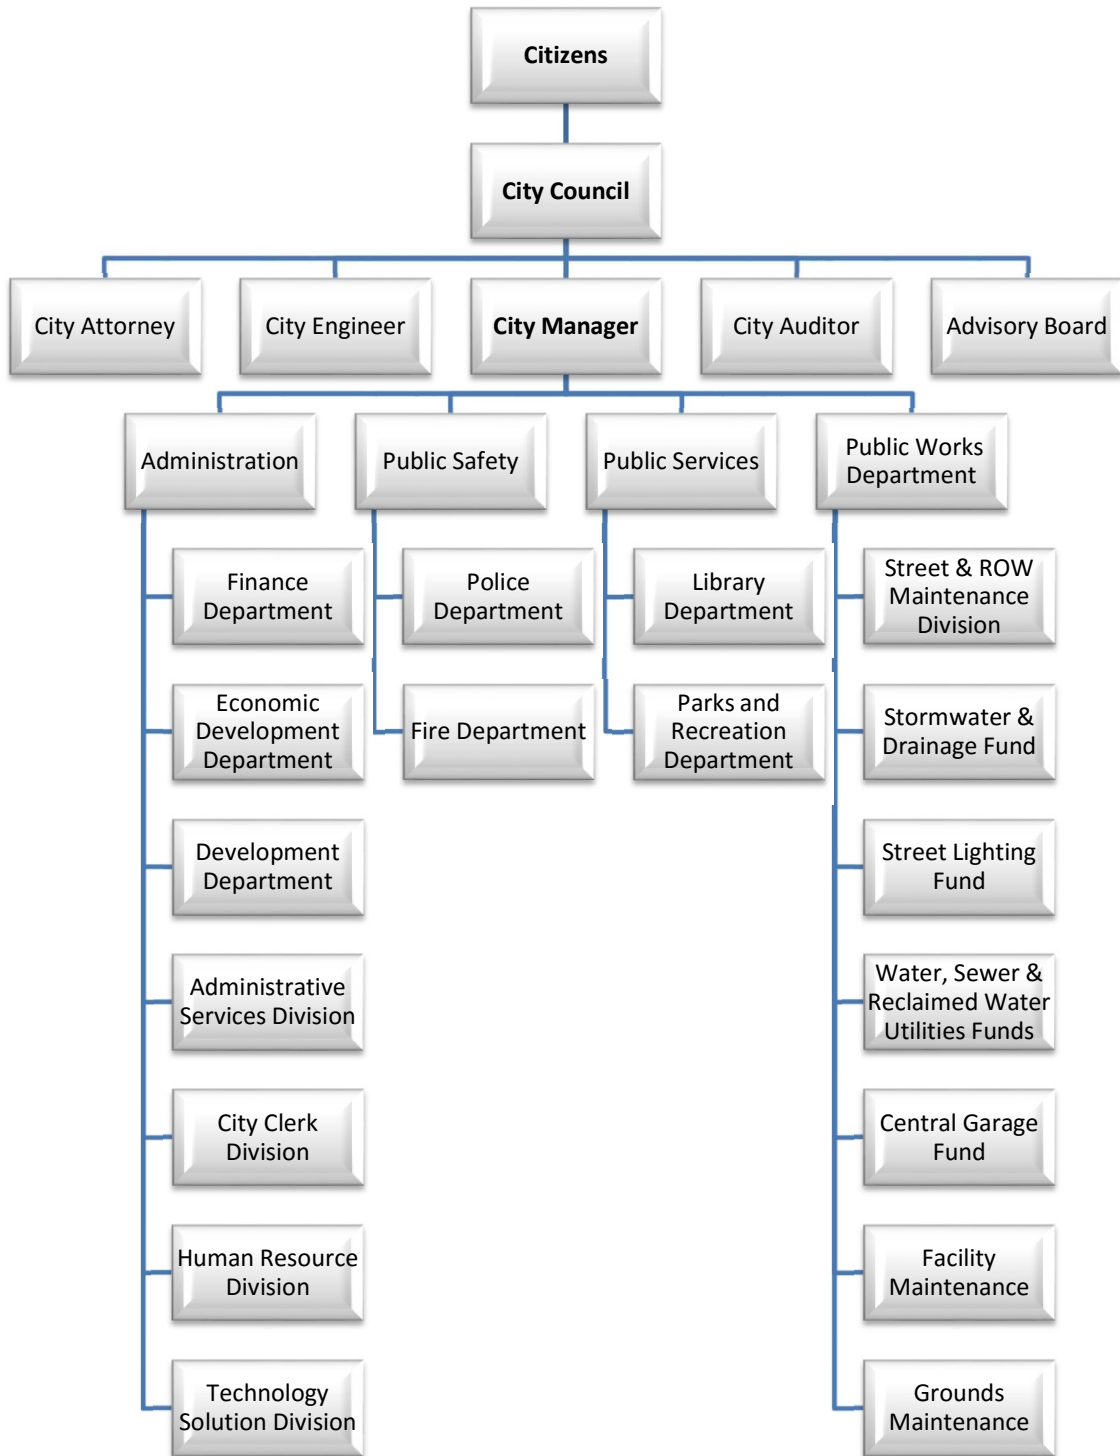 Citizens
City Council
City Attorney
City Engineer
City Manager
City Auditor
Advisory Board
Administration
Public Safety
Public Services
Public Works
Department
Finance
Department
Police
Department
Library
Department
Street & ROW
Maintenance
Division
Economic
Development
Department
Fire Department
Parks and
Recreation
Department
Stormwater &
Drainage Fund
Development
Department
Street Lighting
Fund
Administrative
Services Division
Water, Sewer &
Reclaimed Water
Utilities Funds
City Clerk
Division
Central Garage
Fund
Human Resource
Division
Facility
Maintenance
Technology
Solution Division
Grounds
Maintenance